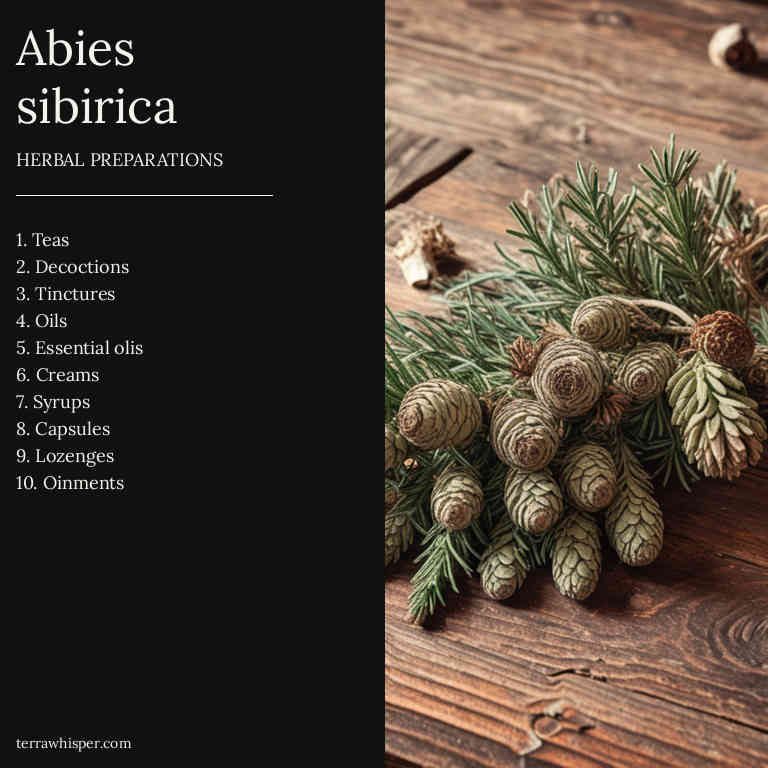 Abies
sibirica
HERBAL PREPARATIONS
1. Teas
2. Decoctions
3. Tinctures
4. Oils
5. Essential olis
6. Creams
7. Syrups
8. Capsules
9. Lozenges
10. Oinments
terrawhisper.com